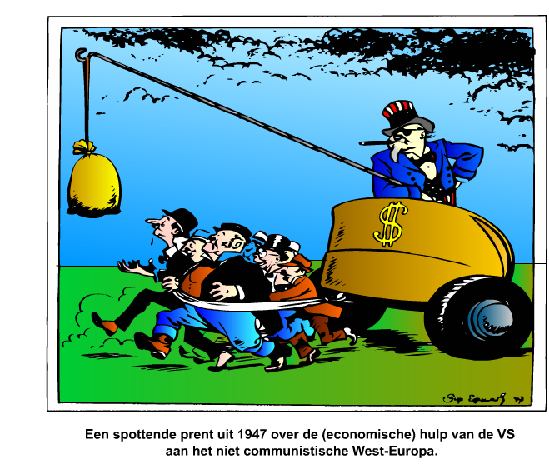 $
Een spottende prent uit 1947 over de (economische) hulp van de VS
aan het niet communistische West-Europa.